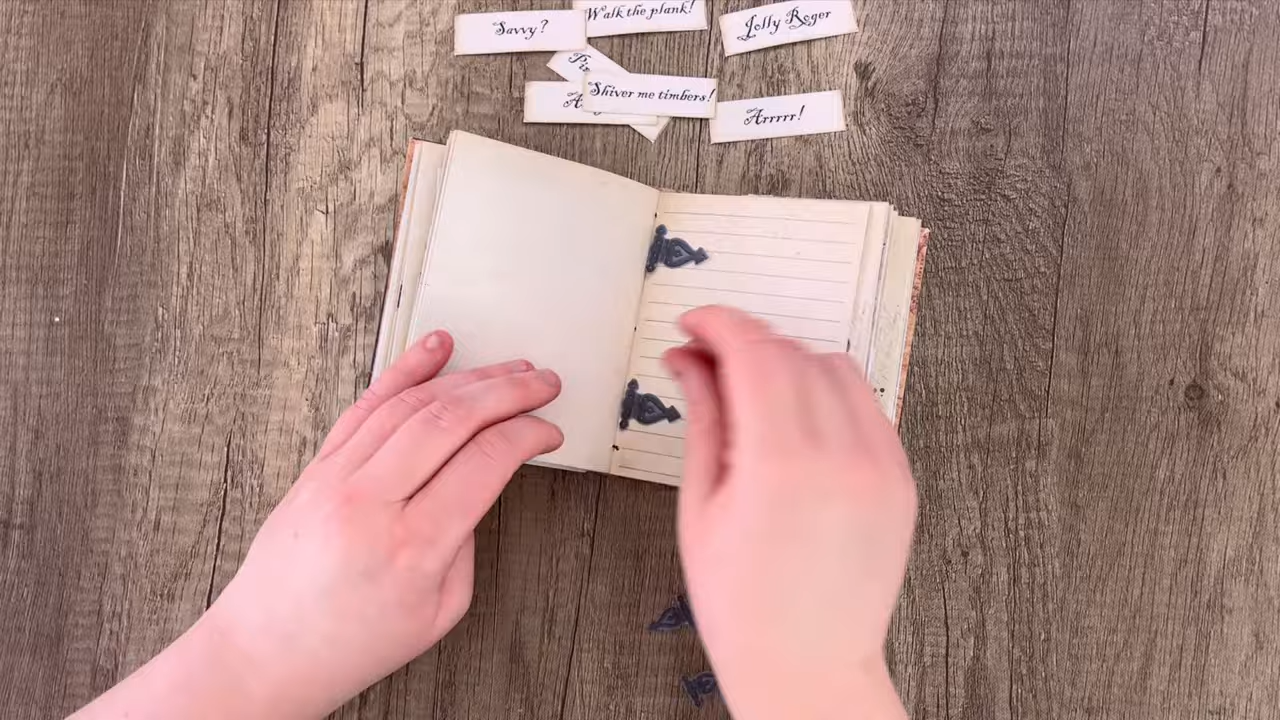 Savvy?
Walk the plank!
Jolly Roger
Shiver me timbers!
Arrrrr!